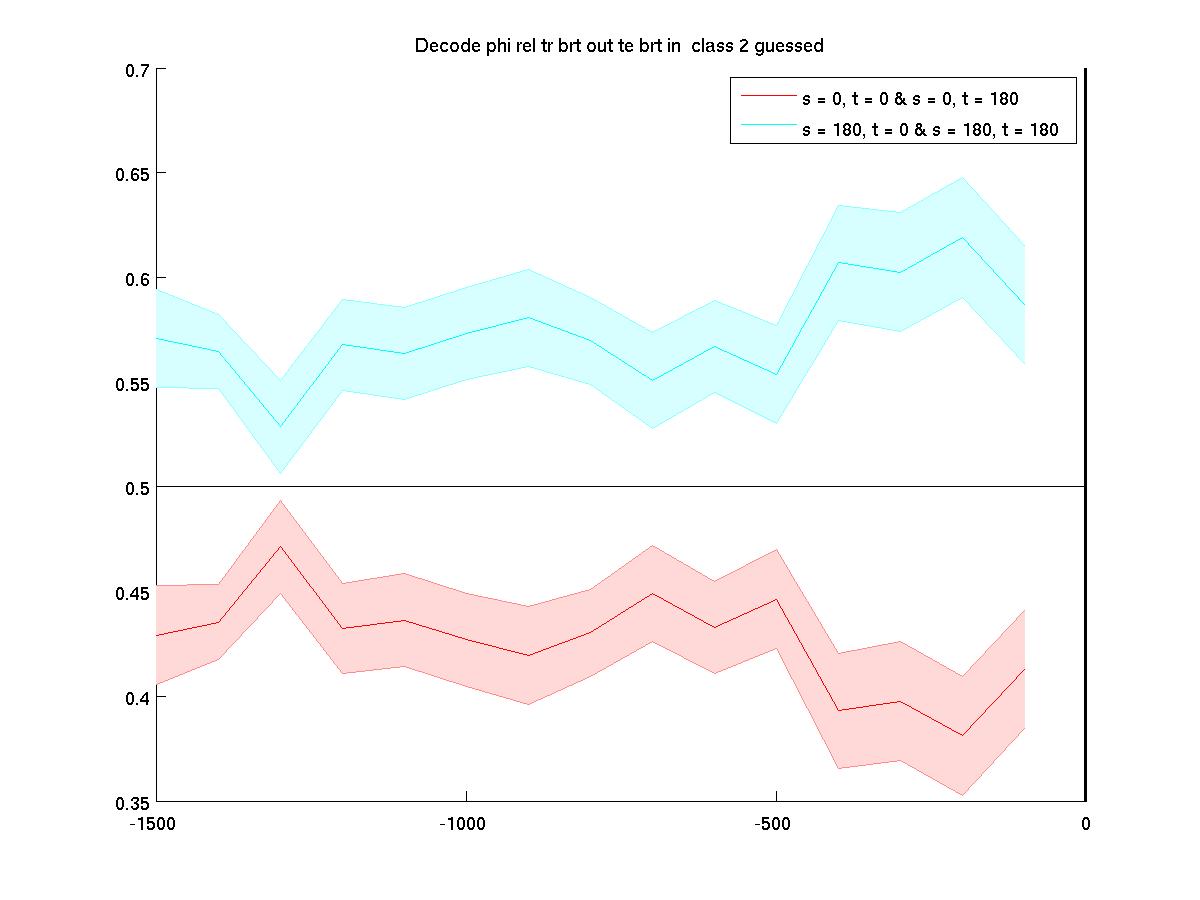 Decode phi rel tr brt out te brt in  class 2 guessed
0.7
s = 0, t = 0 & s = 0, t = 180
s = 180, t = 0 & s = 180, t = 180
0.65
0.6
0.55
0.5
0.45
0.4
0.35
-1500 -1000 -500 0